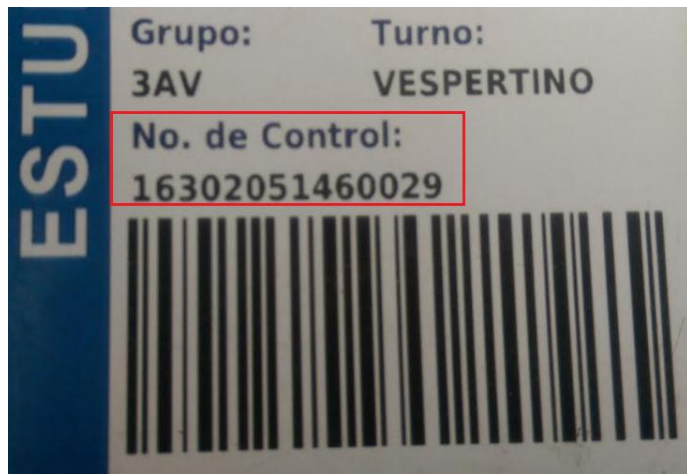 ESTU
Grupo: Turno:
3AV VESPERTINO
No. de Control:
16302051460029